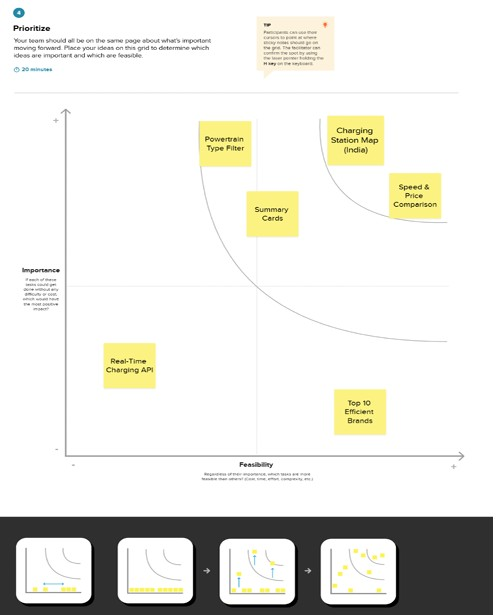 4
Prioritize
Your team should all be on the same page about what's important
moving forward. Place your ideas on this grid to determine which
ideas are important and which are feasible.
20 minutes
TIP
Participants can use their
cursors to point at where
sticky notes should go on
the grid. The facilitator can
confirm the spot by using
the laser pointer holding the
H key on the keyboard.
+
Powertrain
Type Filter
Charging
Station Map
(India)
Speed &
Price
Comparison
Summary
Cards
Importance
If each of these
tasks could get
done without any
difficulty or cost,
which would have
the most positive
impact?
Real-Time
Charging API
Top 10
Efficient
Brands
-
-
Feasibility
+
Regardless of their importance, which tasks are more
feasible than others? (Cost, time, effort, complexity, etc.)